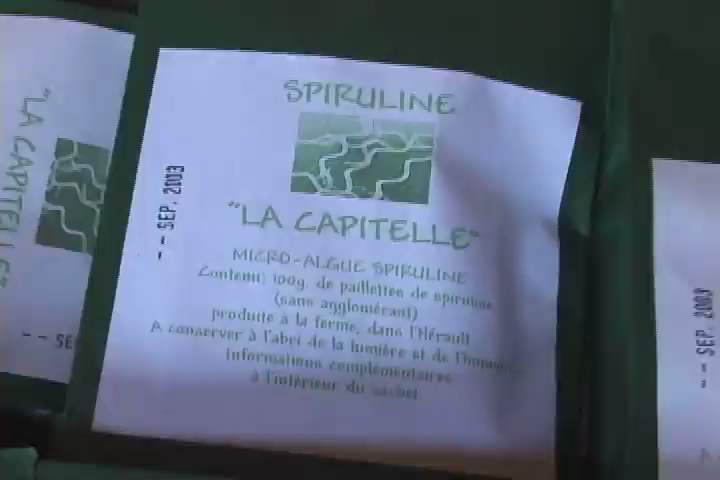 SPIRULINE
"LA CAPITELLE"
MICRO-ALGUE SPIRULINE
Contenu: 100g. de paillettes de spiruline
(sans agglomérant)
produite à la ferme, dans l'Hérault
A conserver à l'abri de la lumière et de l'humidité
Informations complémentaires
à l'intérieur du sachet
-- SEP. 2003
"LA CAPITELLE"
-- SE
-- SEP. 2003